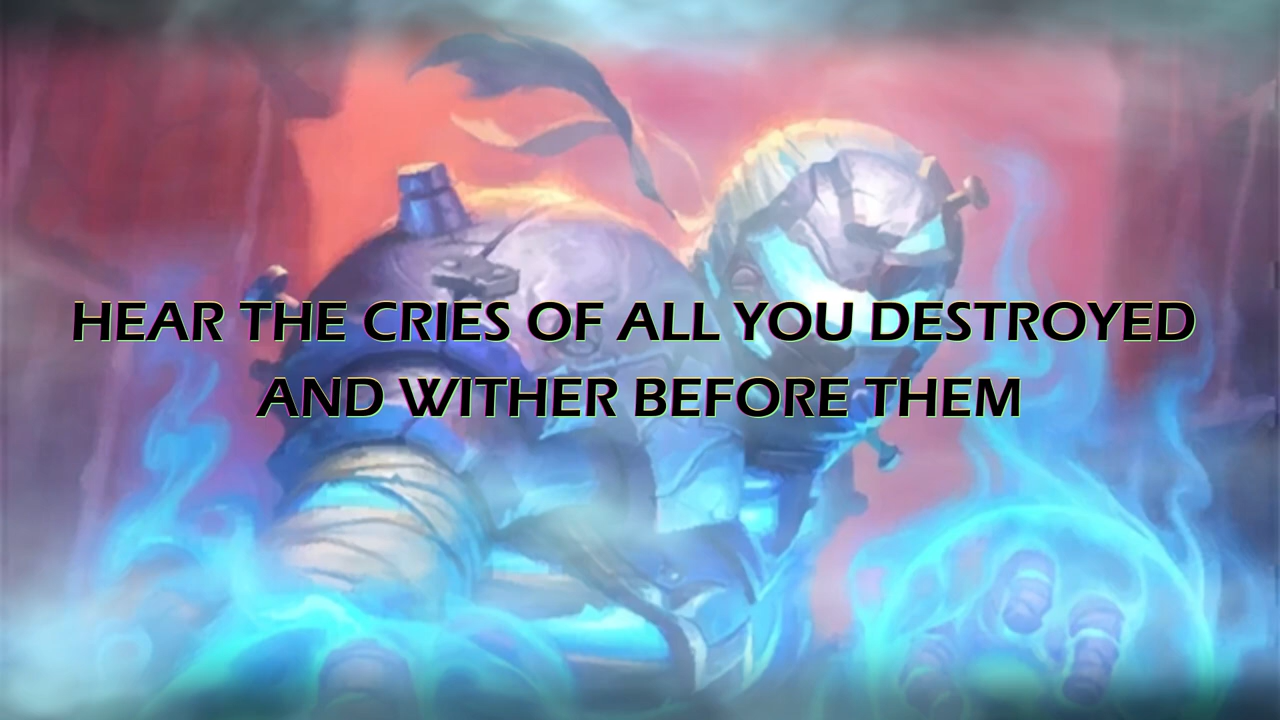 HEAR THE CRIES OF ALL YOU DESTROYED
AND WITHER BEFORE THEM